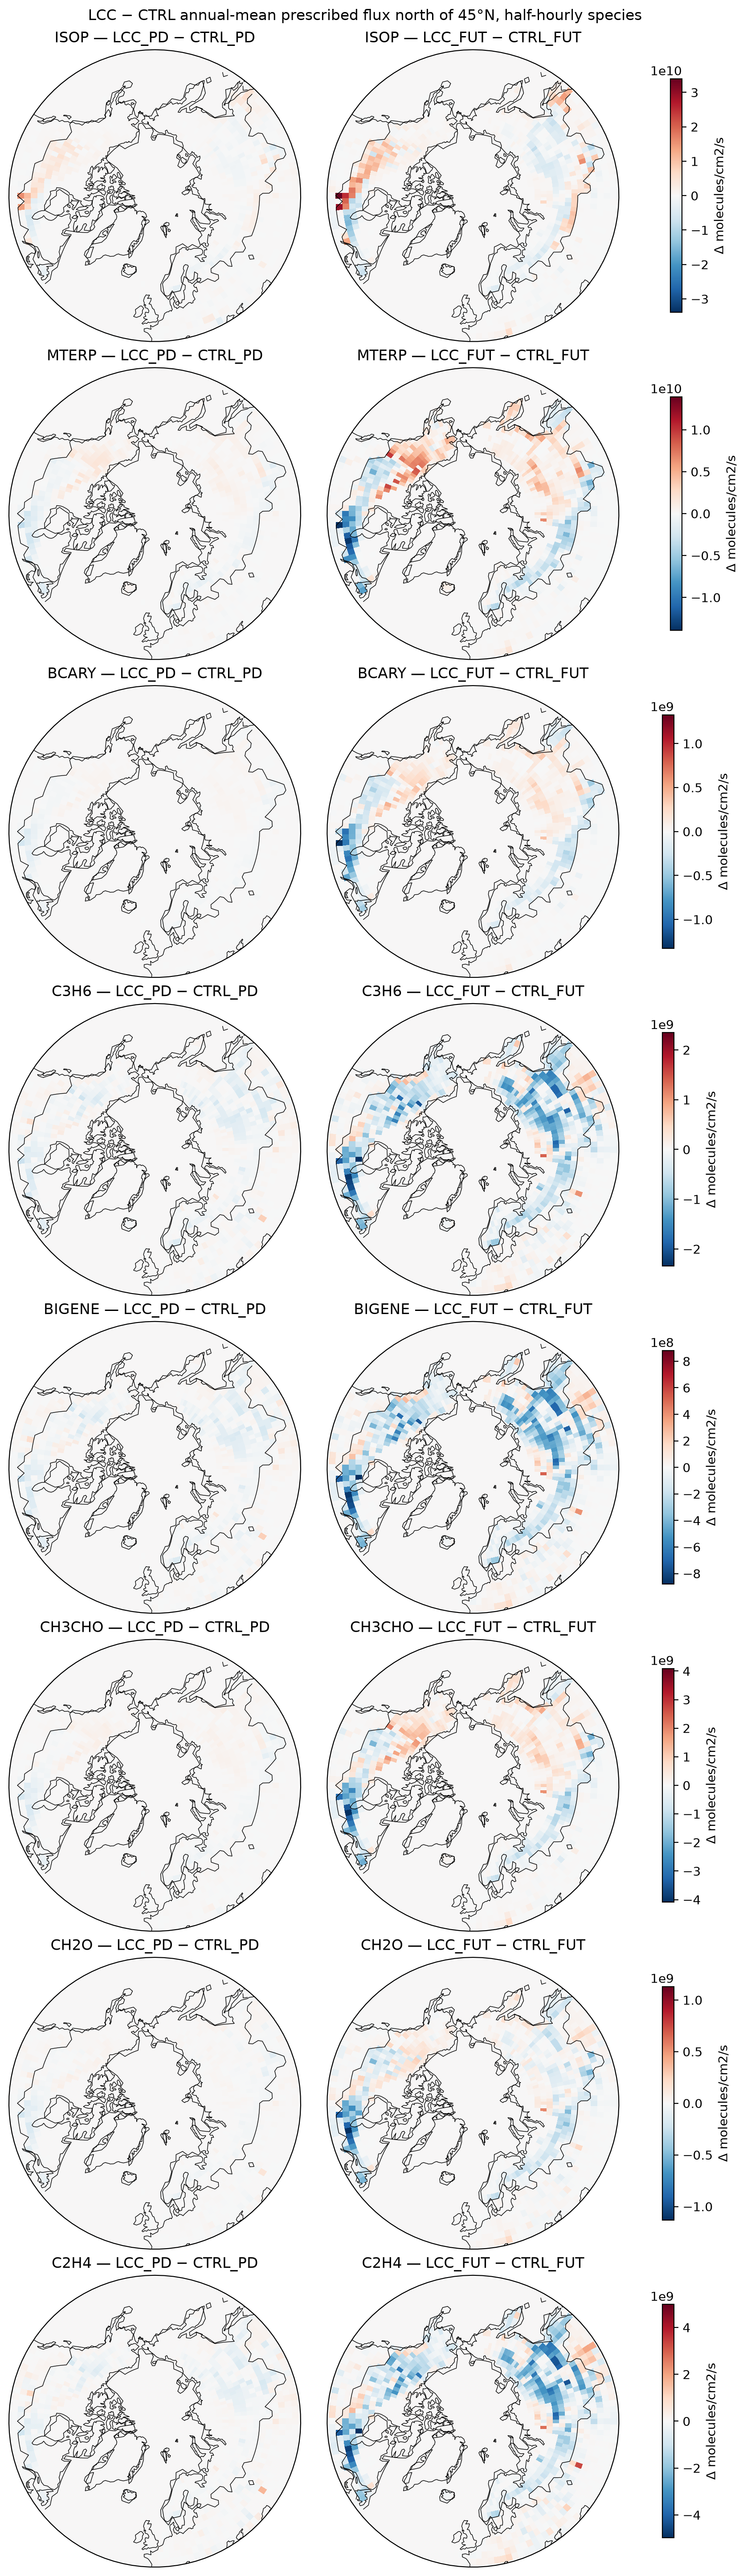 LCC − CTRL annual-mean prescribed flux north of 45°N, half-hourly species
ISOP — LCC_PD − CTRL_PD
ISOP — LCC_FUT − CTRL_FUT
1e10
3
2
1
0
−1
−2
−3
Δ molecules/cm2/s
MTERP — LCC_PD − CTRL_PD
MTERP — LCC_FUT − CTRL_FUT
1e10
1.0
0.5
0.0
−0.5
−1.0
Δ molecules/cm2/s
BCARY — LCC_PD − CTRL_PD
BCARY — LCC_FUT − CTRL_FUT
1e9
1.0
0.5
0.0
−0.5
−1.0
Δ molecules/cm2/s
C3H6 — LCC_PD − CTRL_PD
C3H6 — LCC_FUT − CTRL_FUT
1e9
2
1
0
−1
−2
Δ molecules/cm2/s
BIGENE — LCC_PD − CTRL_PD
BIGENE — LCC_FUT − CTRL_FUT
1e8
8
6
4
2
0
−2
−4
−6
−8
Δ molecules/cm2/s
CH3CHO — LCC_PD − CTRL_PD
CH3CHO — LCC_FUT − CTRL_FUT
1e9
4
3
2
1
0
−1
−2
−3
−4
Δ molecules/cm2/s
CH2O — LCC_PD − CTRL_PD
CH2O — LCC_FUT − CTRL_FUT
1e9
1.0
0.5
0.0
−0.5
−1.0
Δ molecules/cm2/s
C2H4 — LCC_PD − CTRL_PD
C2H4 — LCC_FUT − CTRL_FUT
1e9
4
2
0
−2
−4
Δ molecules/cm2/s